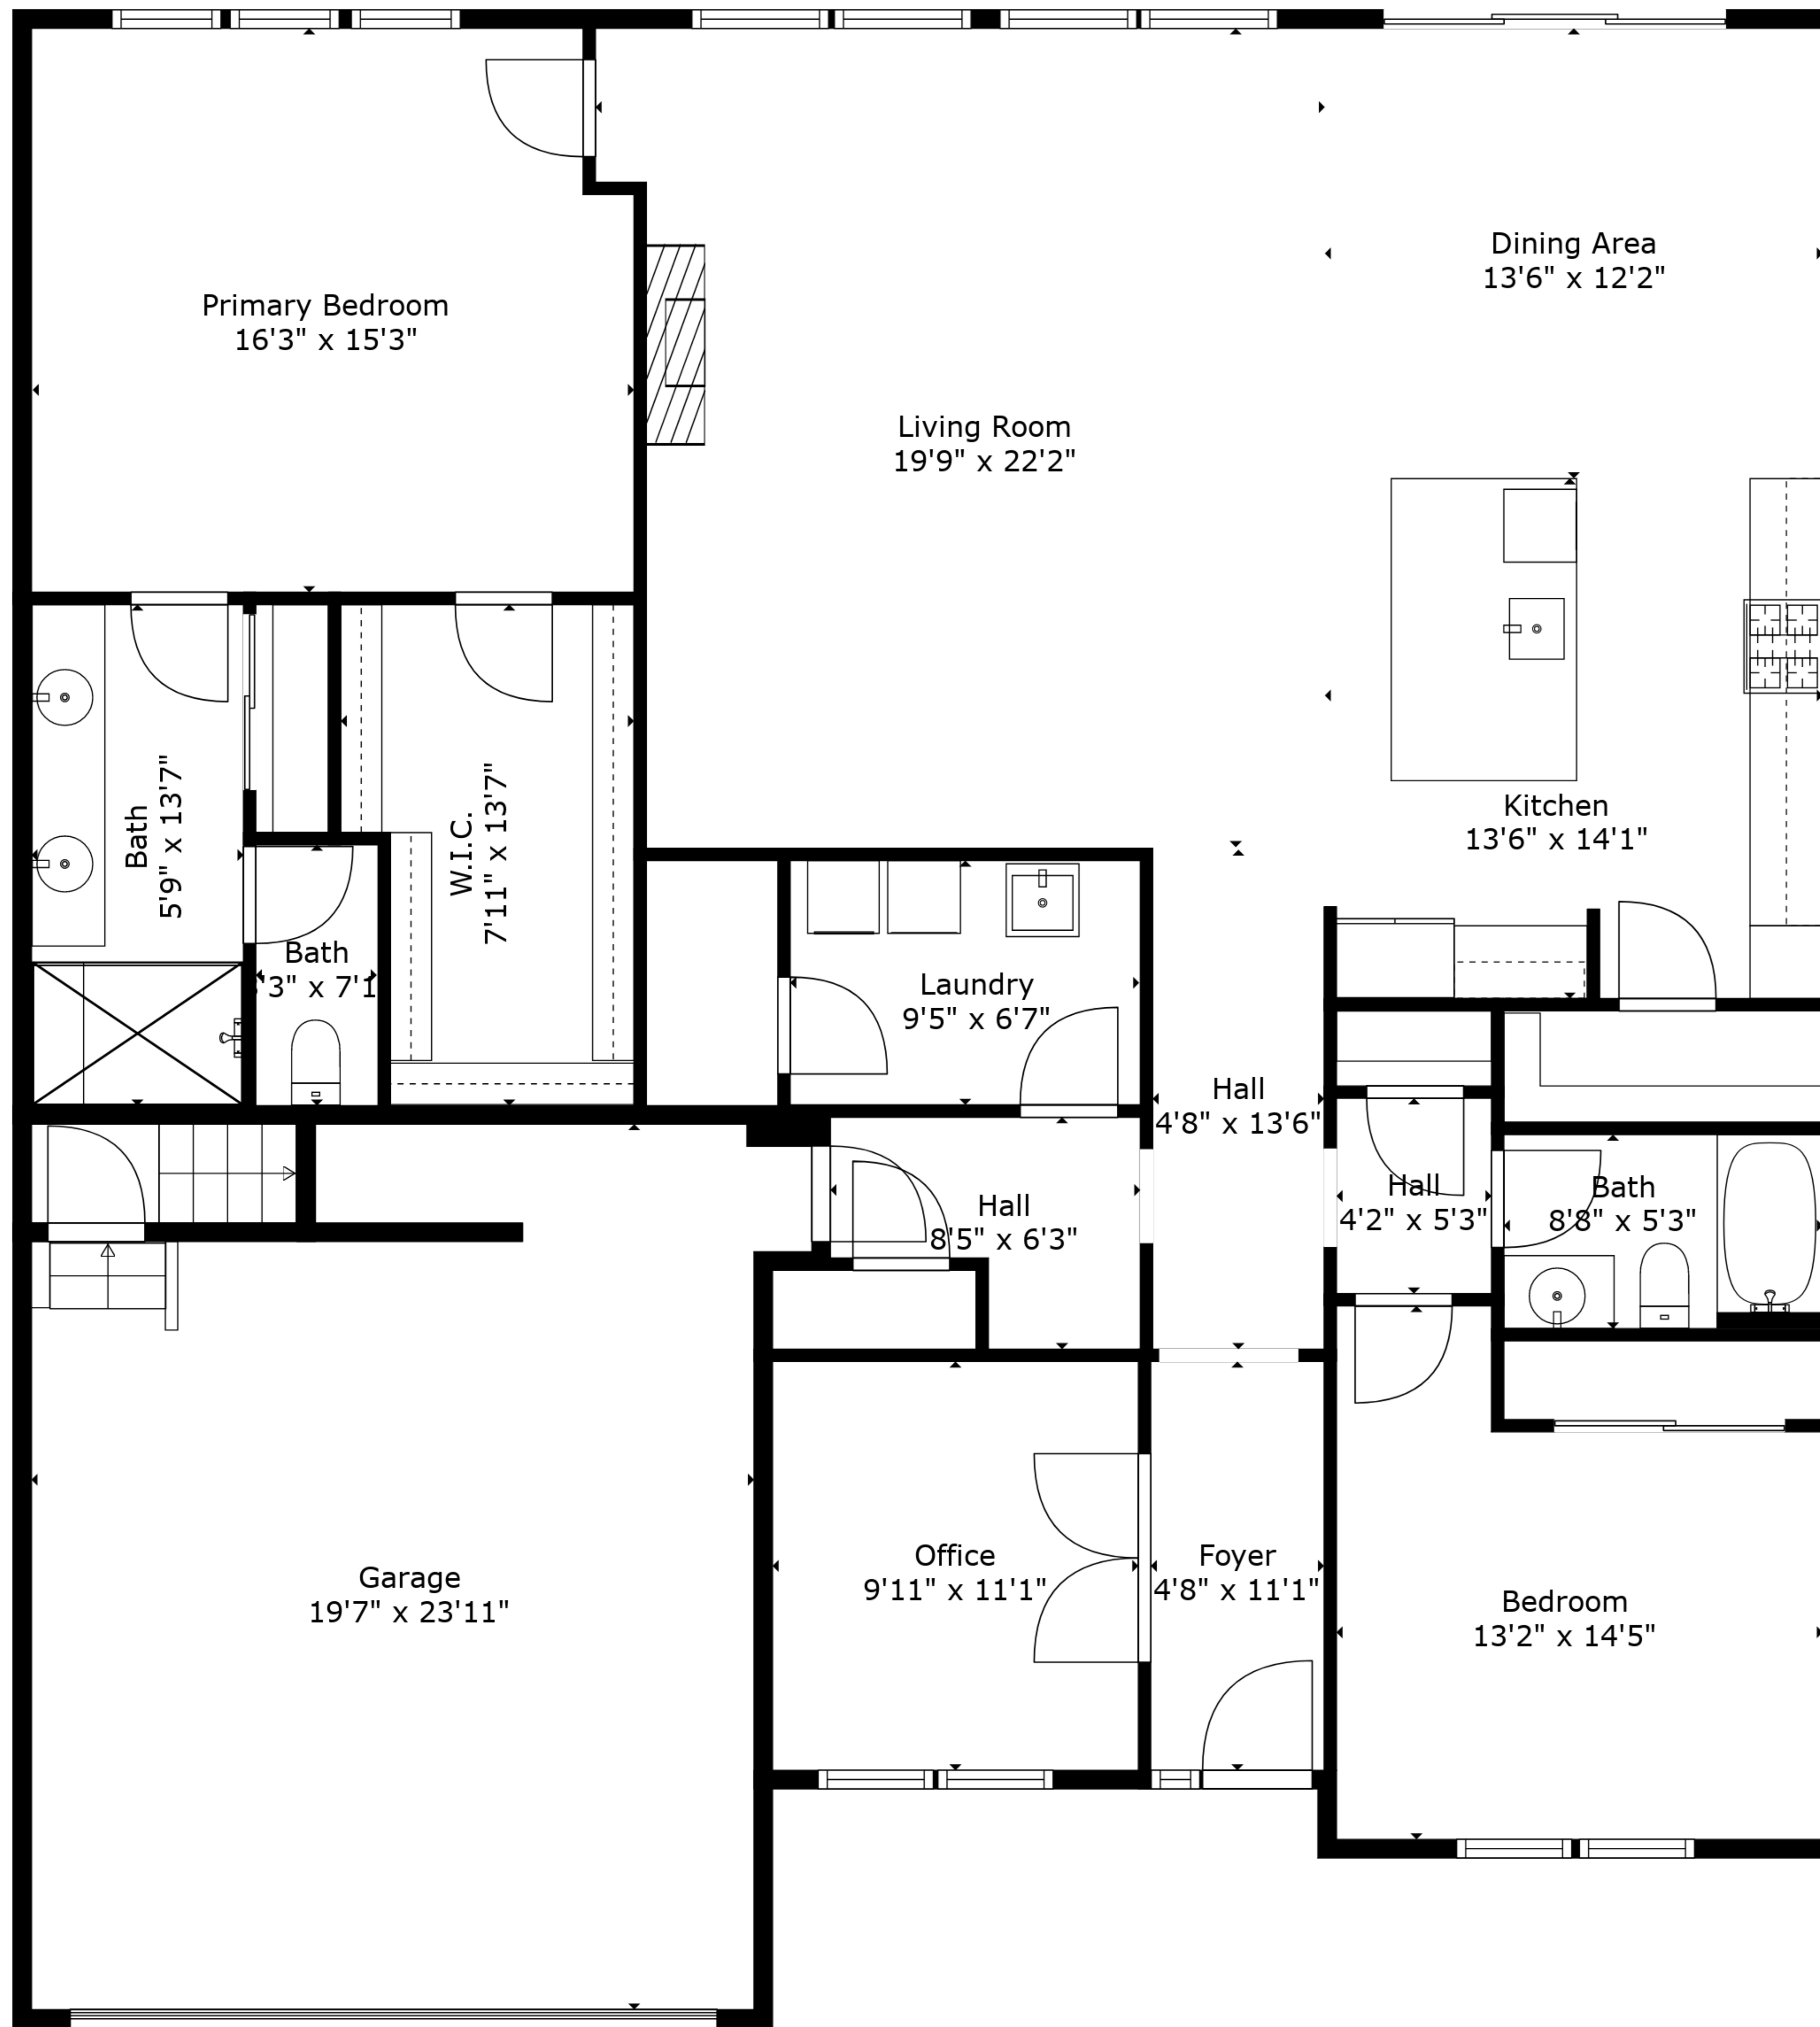 Dining Area
13'6" x 12'2"
Primary Bedroom
16'3" x 15'3"
Living Room
19'9" x 22'2"
Kitchen
13'6" x 14'1"
Bath
5'9" x 13'7"
W.I.C.
7'11" x 13'7"
Bath
'3" x 7'1
Laundry
9'5" x 6'7"
Hall
4'8" x 13'6"
Hall
8'5" x 6'3"
Hall
4'2" x 5'3"
Bath
8'8" x 5'3"
Office
9'11" x 11'1"
Foyer
4'8" x 11'1"
Garage
19'7" x 23'11"
Bedroom
13'2" x 14'5"